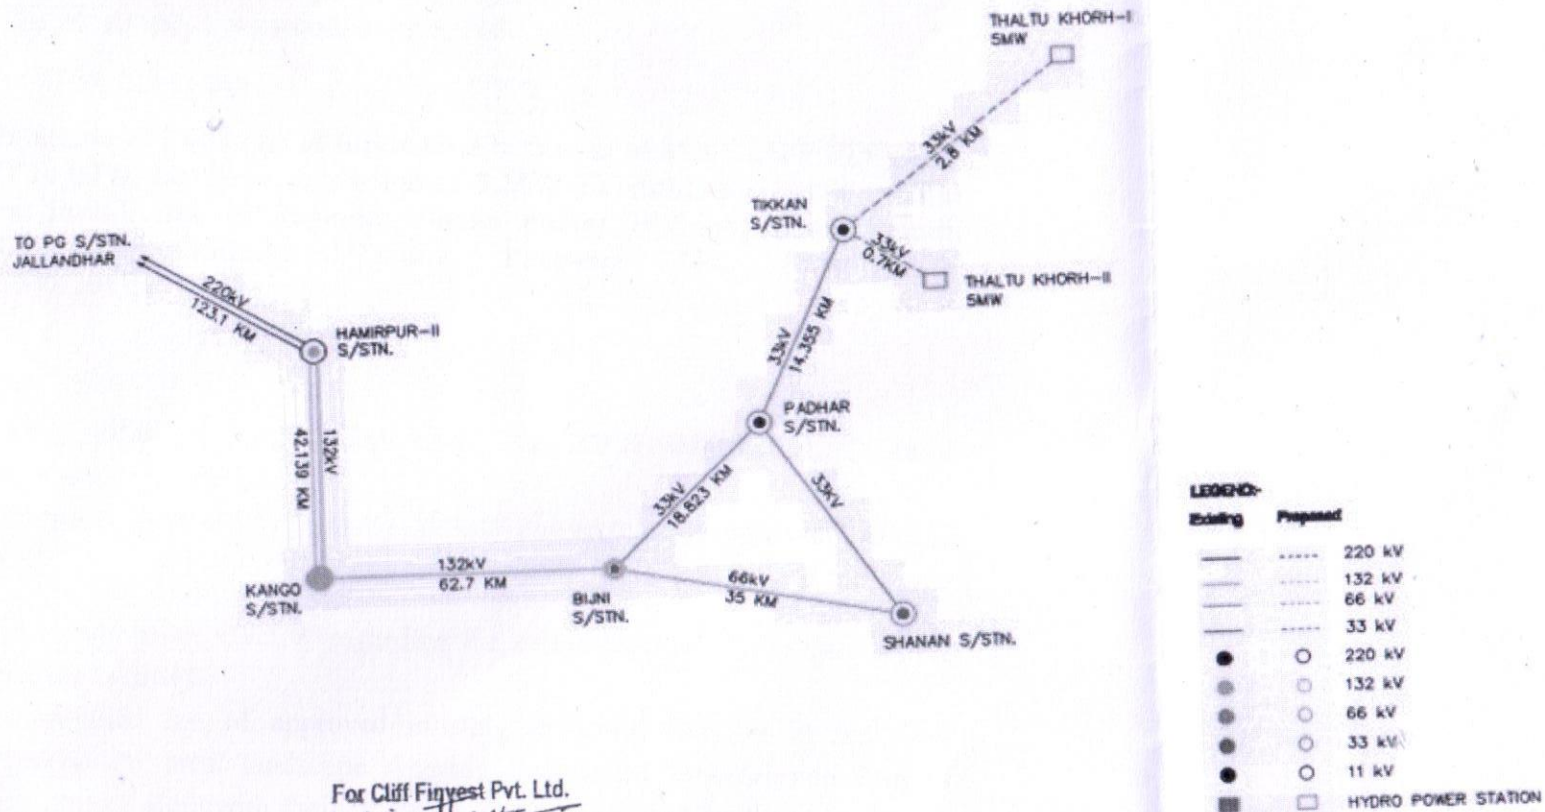 THALTU KHORH-I
5MW
33kV
2.8 KM
TIKKAN
S/STN.
33kV
0.7KM
THALTU KHORH-II
5MW
TO PG S/STN.
JALLANDHAR
220kV
123.1 KM
HAMIRPUR-II
S/STN.
33kV
14.355 KM
PADHAR
S/STN.
132kV
42.139 KM
33kV
18.823 KM
33kV
KANGO
S/STN.
132kV
62.7 KM
BIJNI
S/STN.
66kV
35 KM
SHANAN S/STN.
LEGEND:-
Existing Proposed
220 kV
132 kV
66 kV
33 kV
220 kV
132 kV
66 kV
33 kV
11 kV
HYDRO POWER STATION
For Cliff Finvest Pvt. Ltd.